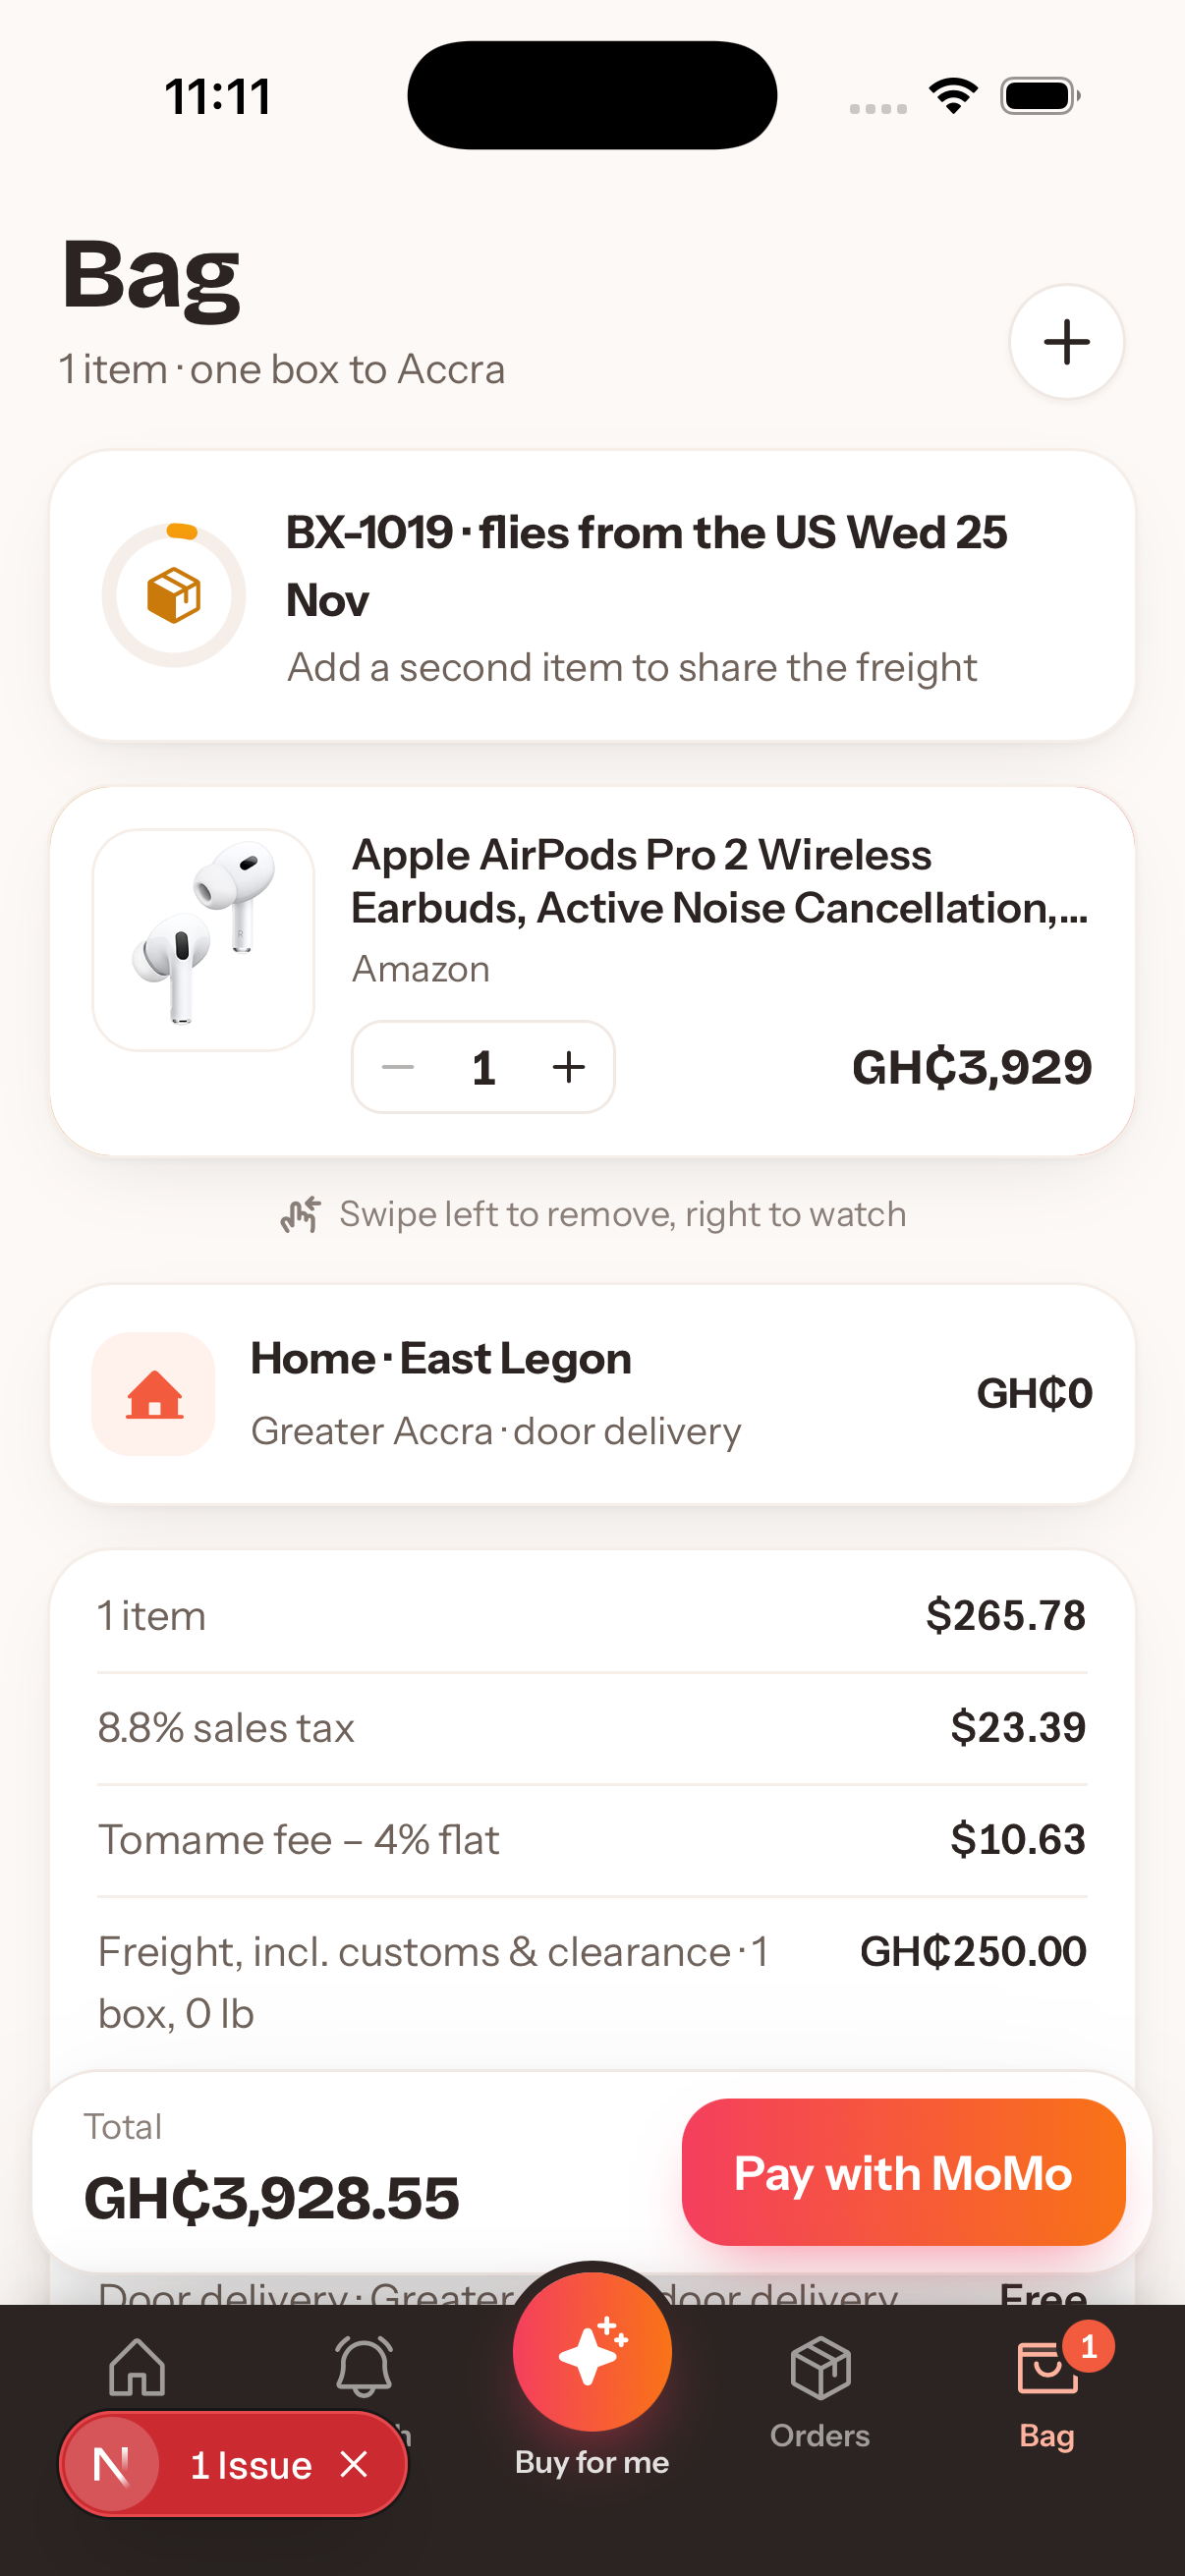 11:11
Bag
1 item · one box to Accra
BX-1019 · flies from the US Wed 25
Nov
Add a second item to share the freight
Apple AirPods Pro 2 Wireless
Earbuds, Active Noise Cancellation,...
Amazon
1
GH₵3,929
Swipe left to remove, right to watch
Home · East Legon
Greater Accra · door delivery
GH₵0
1 item
$265.78
8.8% sales tax
$23.39
Tomame fee – 4% flat
$10.63
Freight, incl. customs & clearance · 1
box, 0 lb
GH₵250.00
Total
GH₵3,928.55
Pay with MoMo
Door delivery · Greater
door delivery
Free
1
Orders
Bag
Buy for me
N
1 Issue